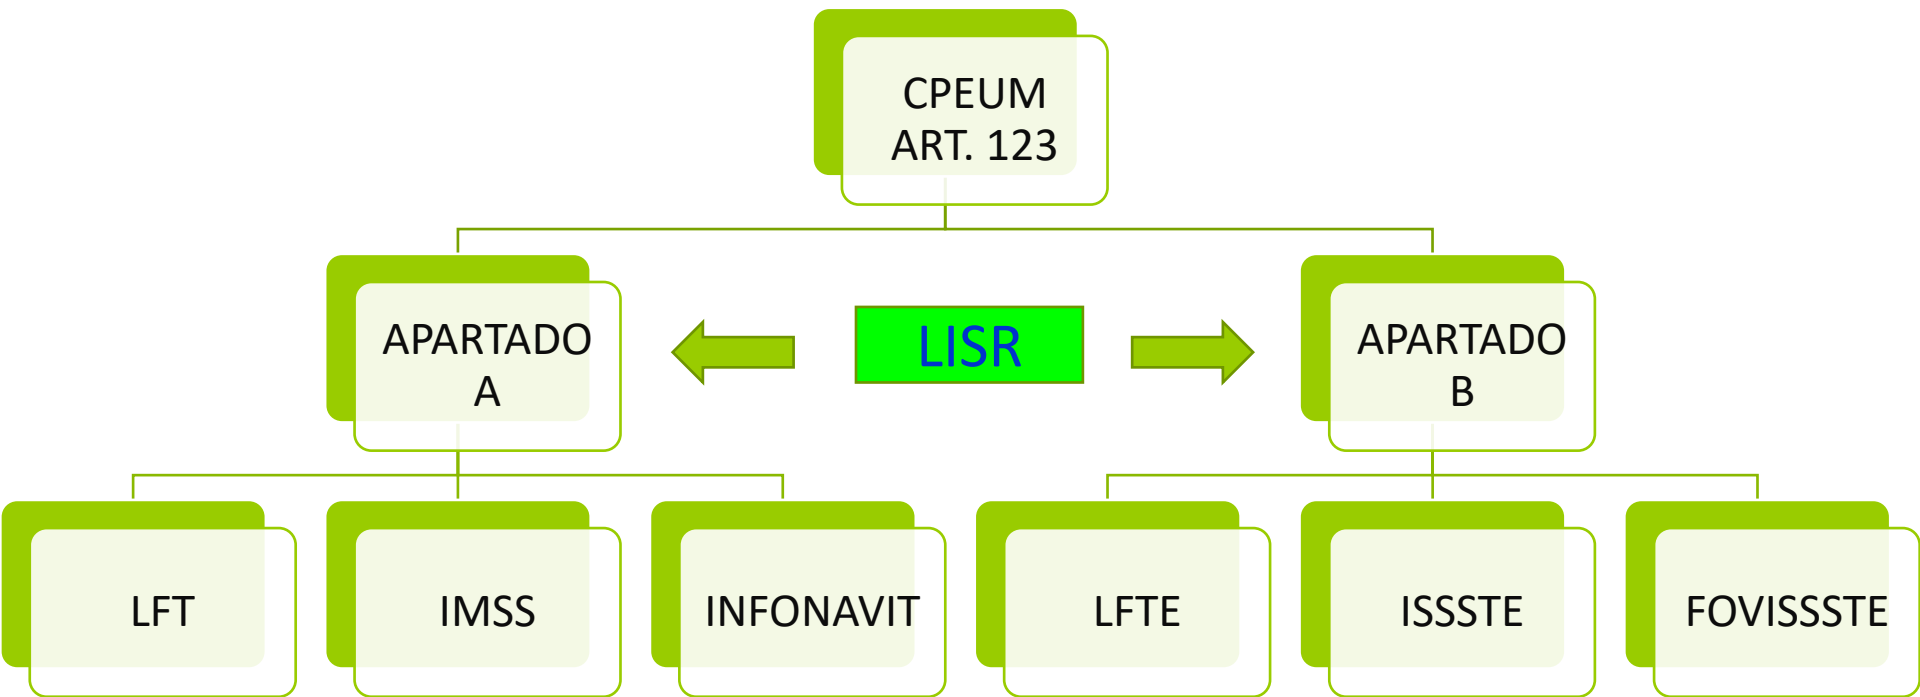 CPEUM
ART. 123
APARTADO
A
LISR
APARTADO
B
LFT
IMSS
INFONAVIT
LFTE
ISSSTE
FOVISSSTE